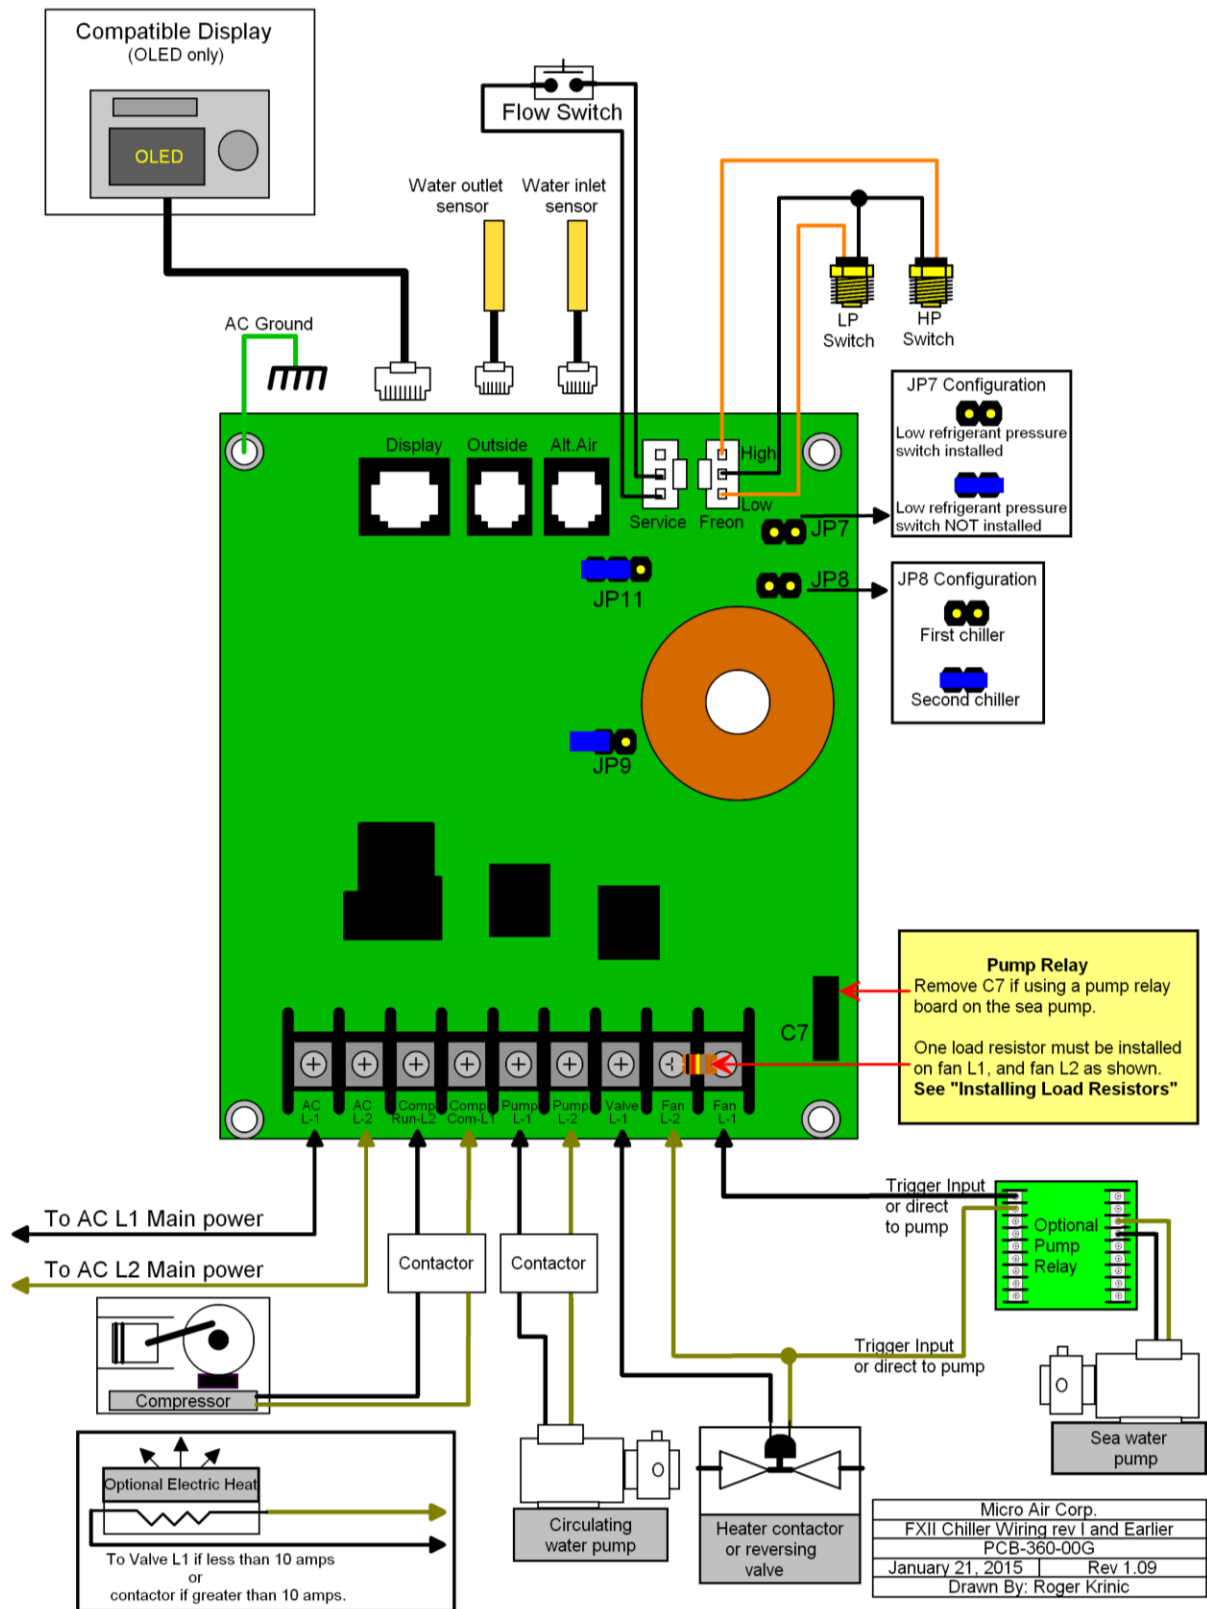 Compatible Display
(OLED only)
OLED
Flow Switch
Water outlet
sensor
Water inlet
sensor
AC Ground
LP
Switch
HP
Switch
JP7 Configuration
Low refrigerant pressure
switch installed
Low refrigerant pressure
switch NOT installed
Display
Outside
Alt.Air
Service
Freon
High
Low
JP7
JP8
JP11
JP8 Configuration
First chiller
Second chiller
JP9
C7
Pump Relay
Remove C7 if using a pump relay
board on the sea pump.
One load resistor must be installed
on fan L1, and fan L2 as shown.
See "Installing Load Resistors"
AC
L-1
AC
L-2
Comp
Run-L2
Comp
Com-L1
Pump
L-1
Pump
L-2
Valve
L-1
Fan
L-2
Fan
L-1
To AC L1 Main power
To AC L2 Main power
Contactor
Contactor
Trigger Input
or direct
to pump
Optional
Pump
Relay
Trigger Input
or direct to pump
Compressor
Optional Electric Heat
To Valve L1 if less than 10 amps
or
contactor if greater than 10 amps.
Circulating
water pump
Heater contactor
or reversing
valve
Sea water
pump
Micro Air Corp.
FXII Chiller Wiring rev I and Earlier
PCB-360-00G
January 21, 2015
Rev 1.09
Drawn By: Roger Krinic